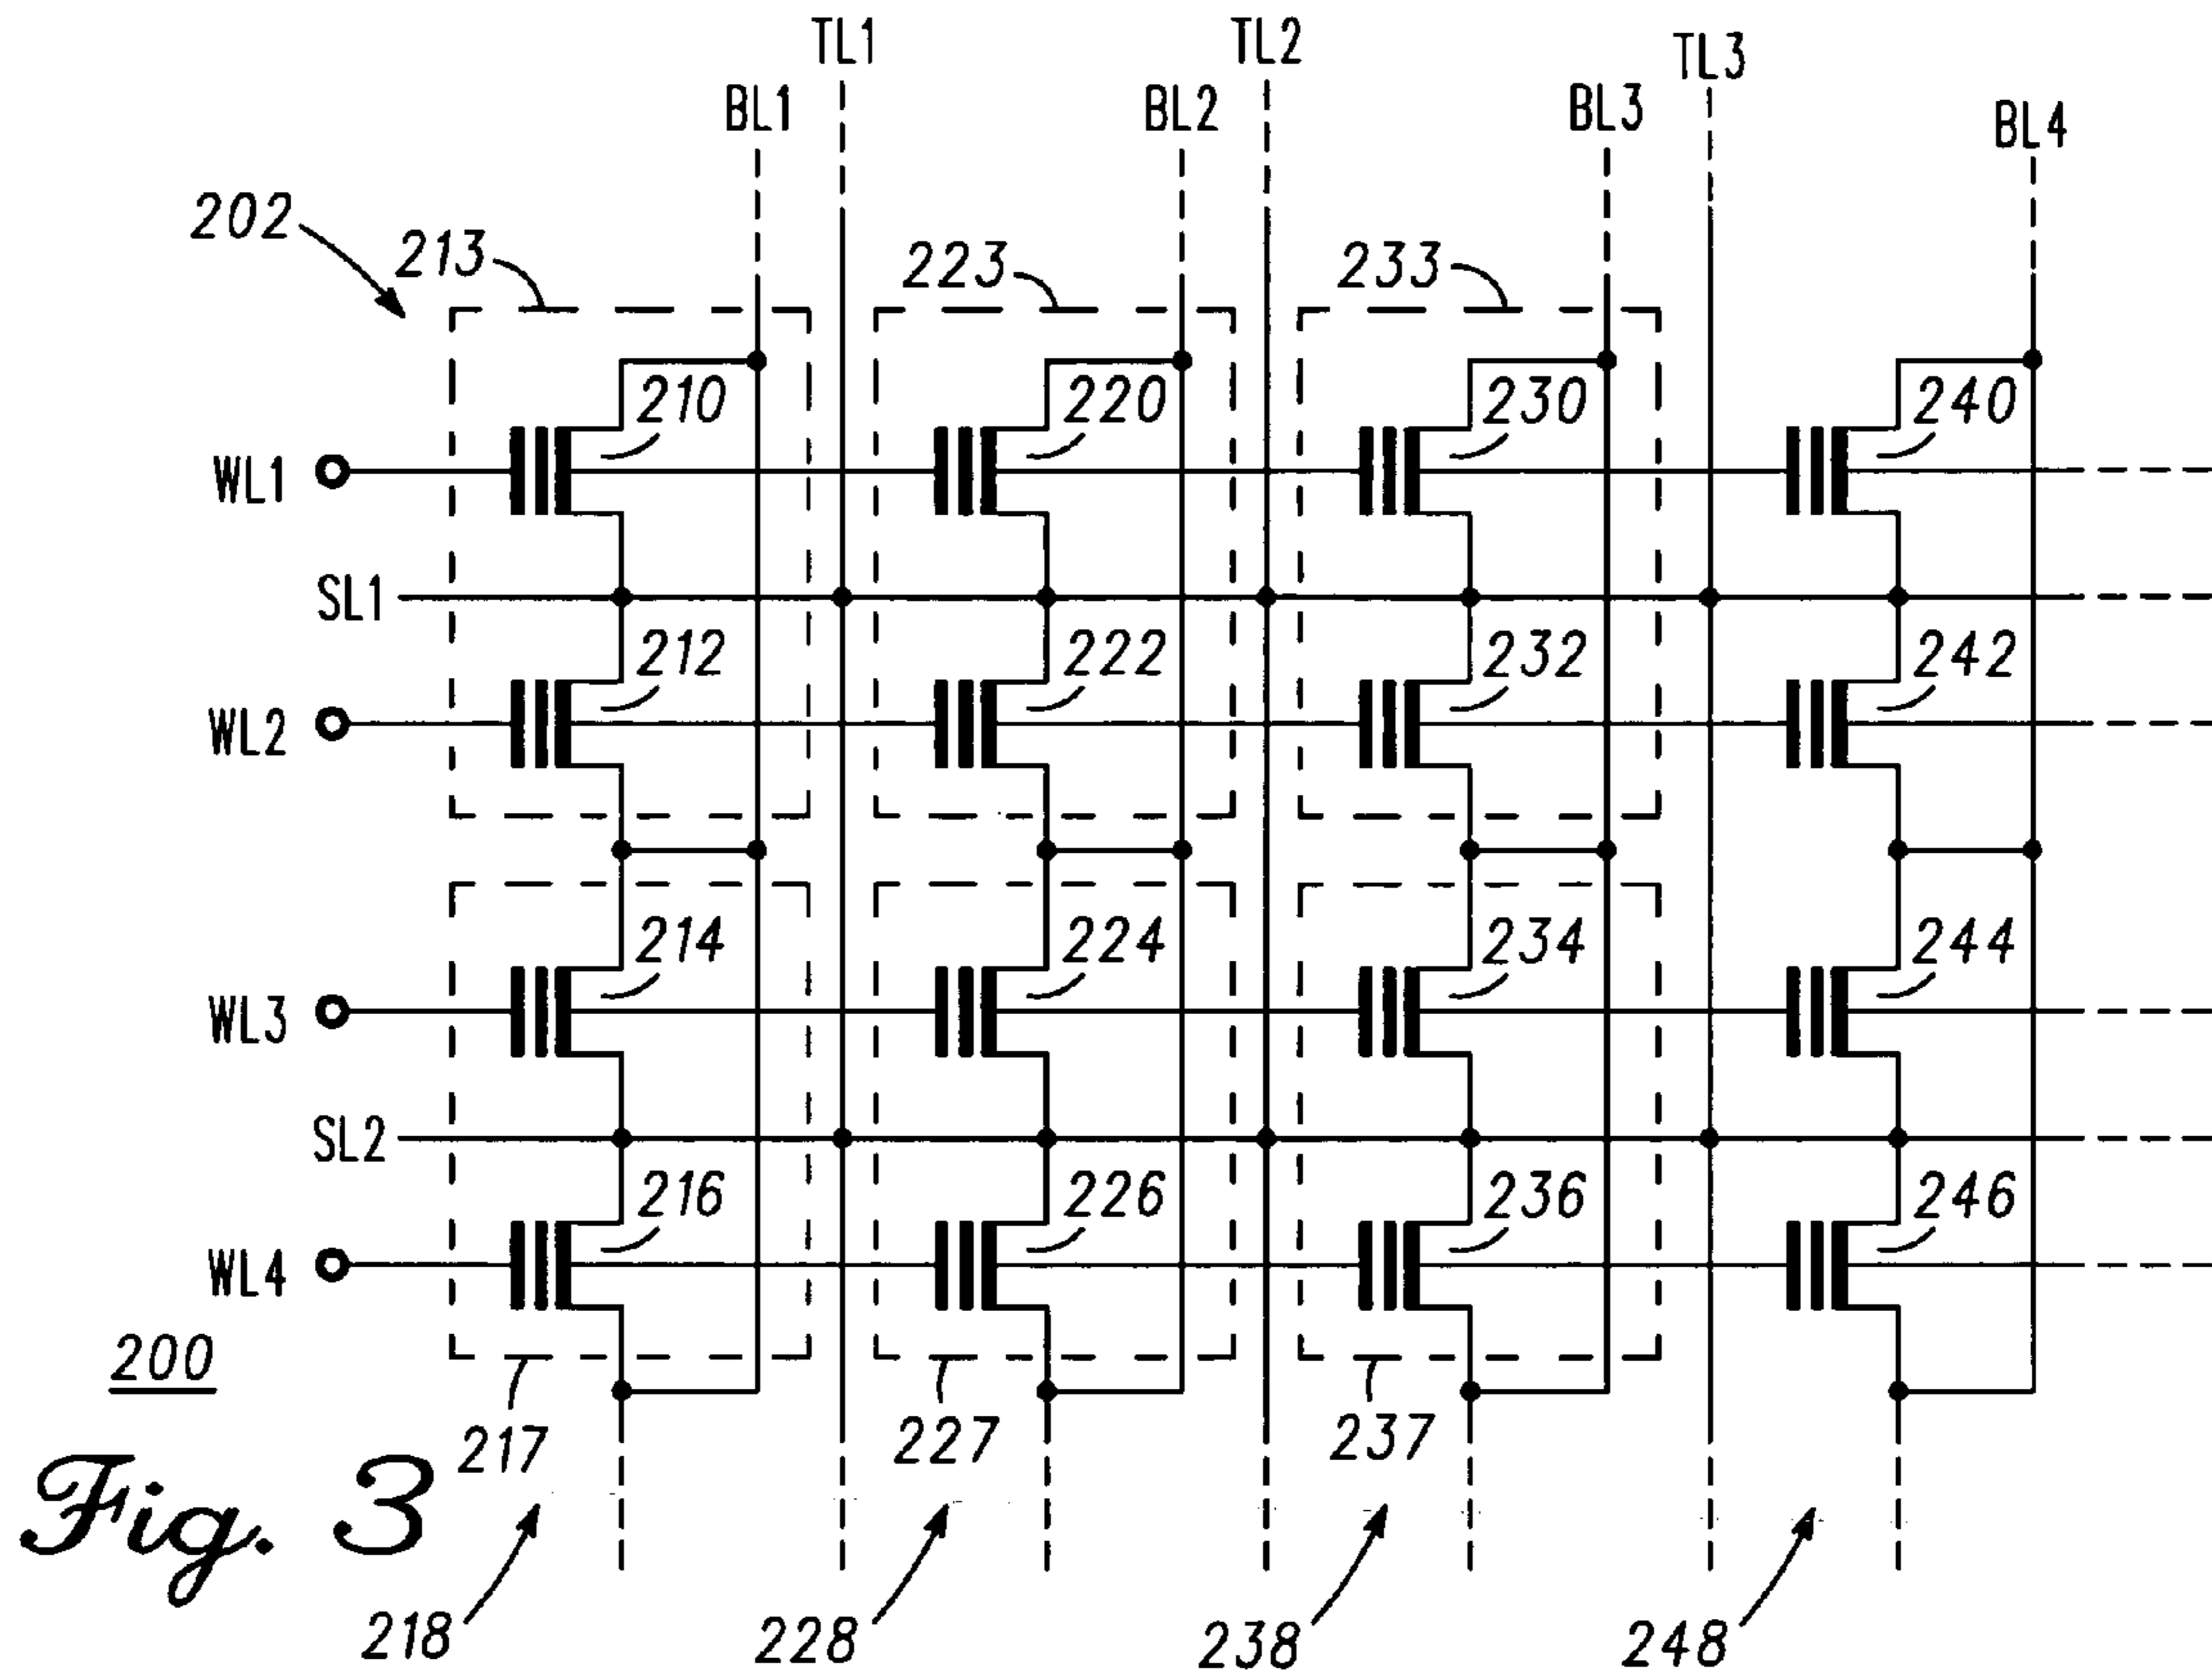 TL1 TL2 TL3
BL1 BL2 BL3 BL4
202 213 223 233
210 220 230 240
WL1
SL1
212 222 232 242
WL2
214 224 234 244
WL3
SL2
216 226 236 246
WL4
200
217 227 237
Fig. 3
218 228 238 248